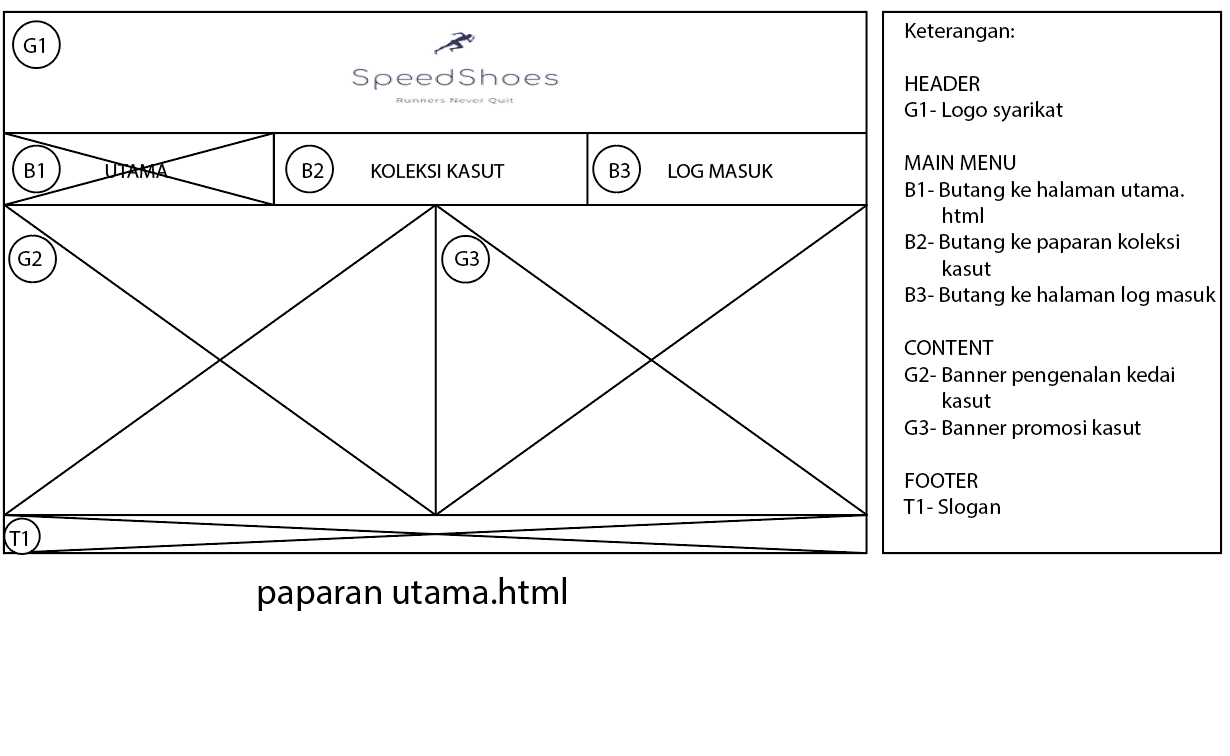 G1
SpeedShoes
Runners Never Quit
B1 UTAMA B2 KOLEKSI KASUT B3 LOG MASUK
G2 G3
T1
paparan utama.html
Keterangan:
HEADER
G1- Logo syarikat
MAIN MENU
B1- Butang ke halaman utama.
html
B2- Butang ke paparan koleksi
kasut
B3- Butang ke halaman log masuk
CONTENT
G2- Banner pengenalan kedai
kasut
G3- Banner promosi kasut
FOOTER
T1- Slogan